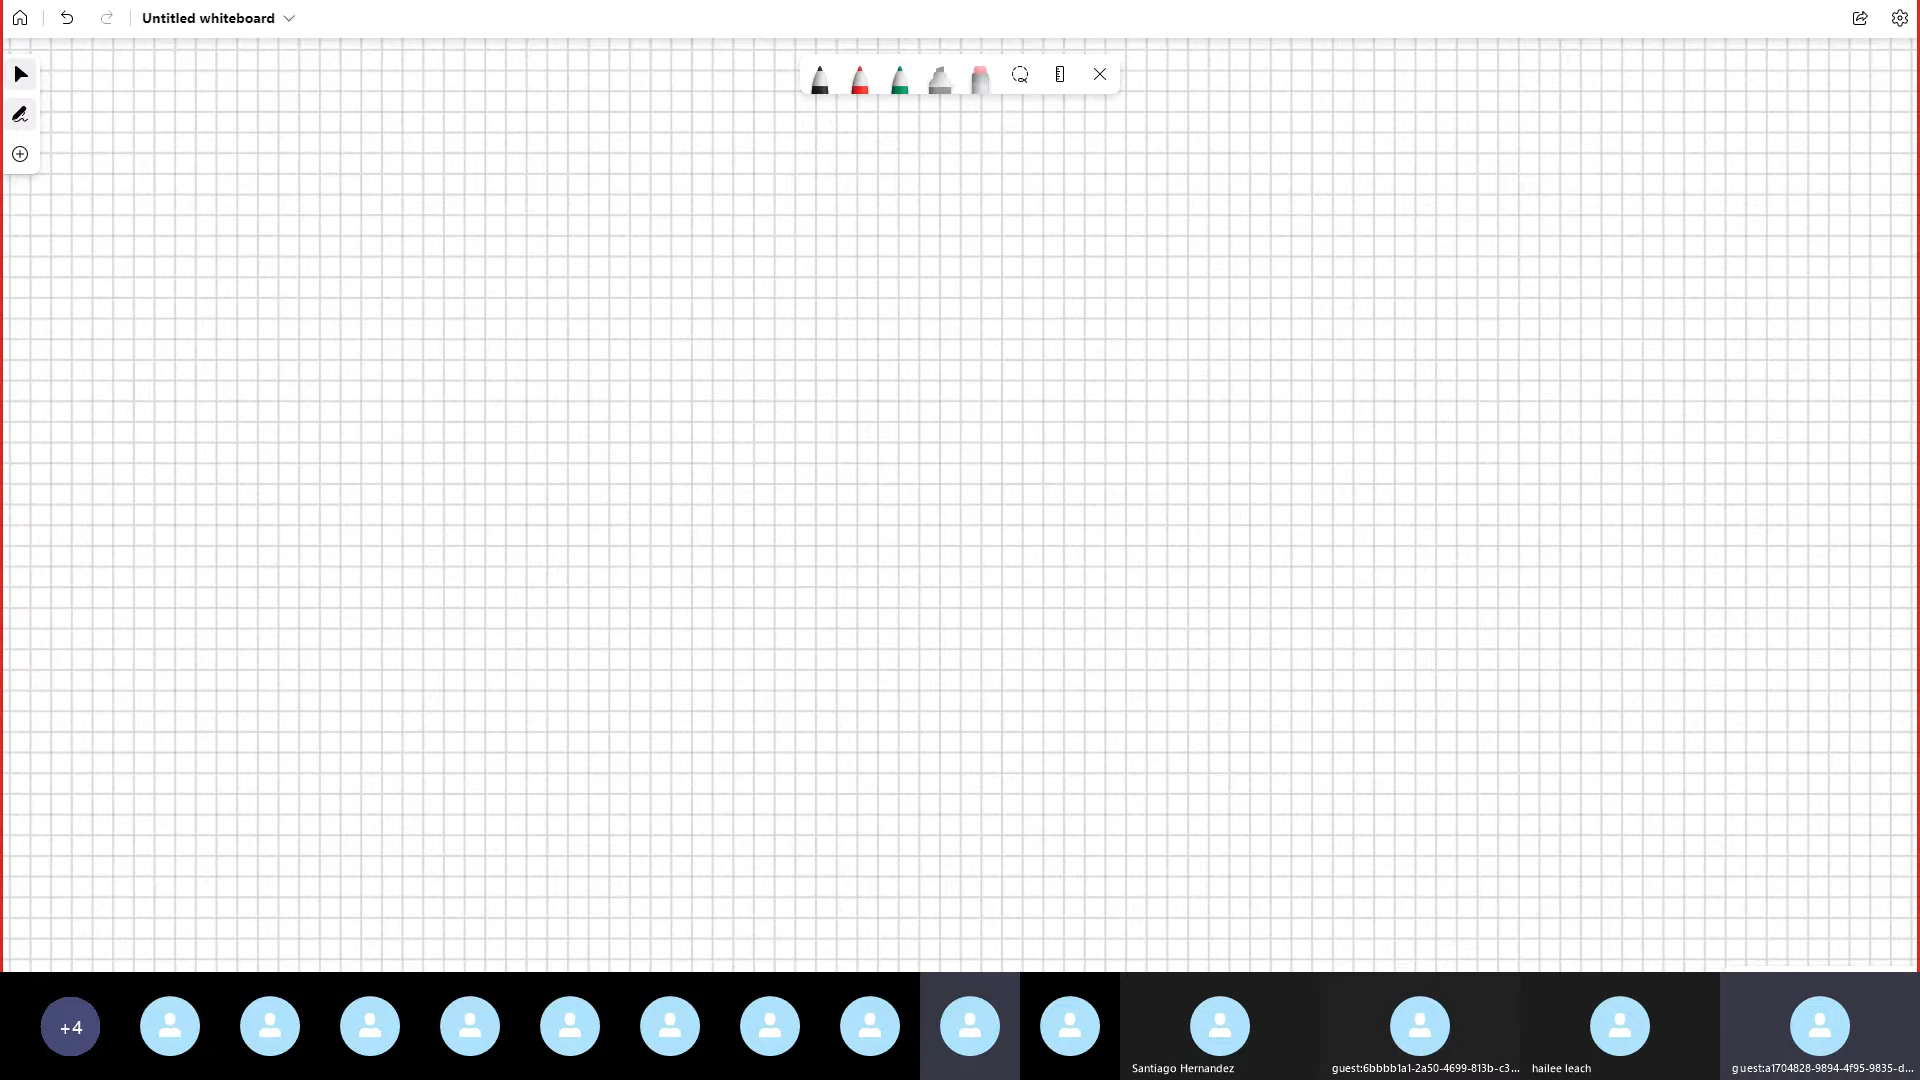 Untitled whiteboard
+4
Santiago Hernandez
guest:6bbbb1a1-2a50-4699-813b-c3...
hailee leach
guest:a1704828-9894-4f95-9835-d...